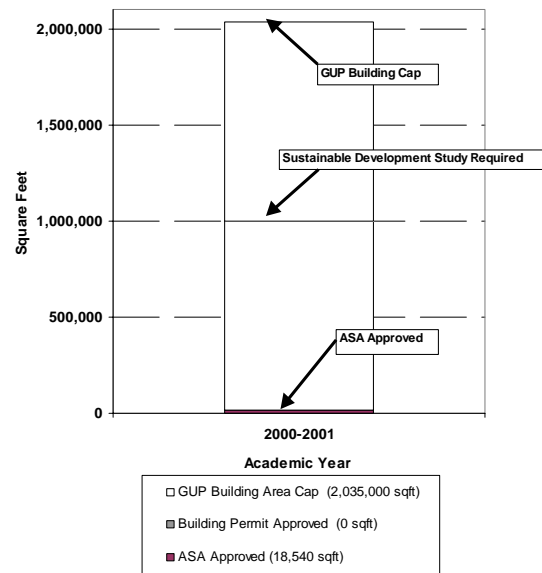 2,000,000
GUP Building Cap
1,500,000
Sustainable Development Study Required
Square Feet
1,000,000
500,000
ASA Approved
0
2000-2001
Academic Year
GUP Building Area Cap (2,035,000 sqft)
Building Permit Approved (0 sqft)
ASA Approved (18,540 sqft)